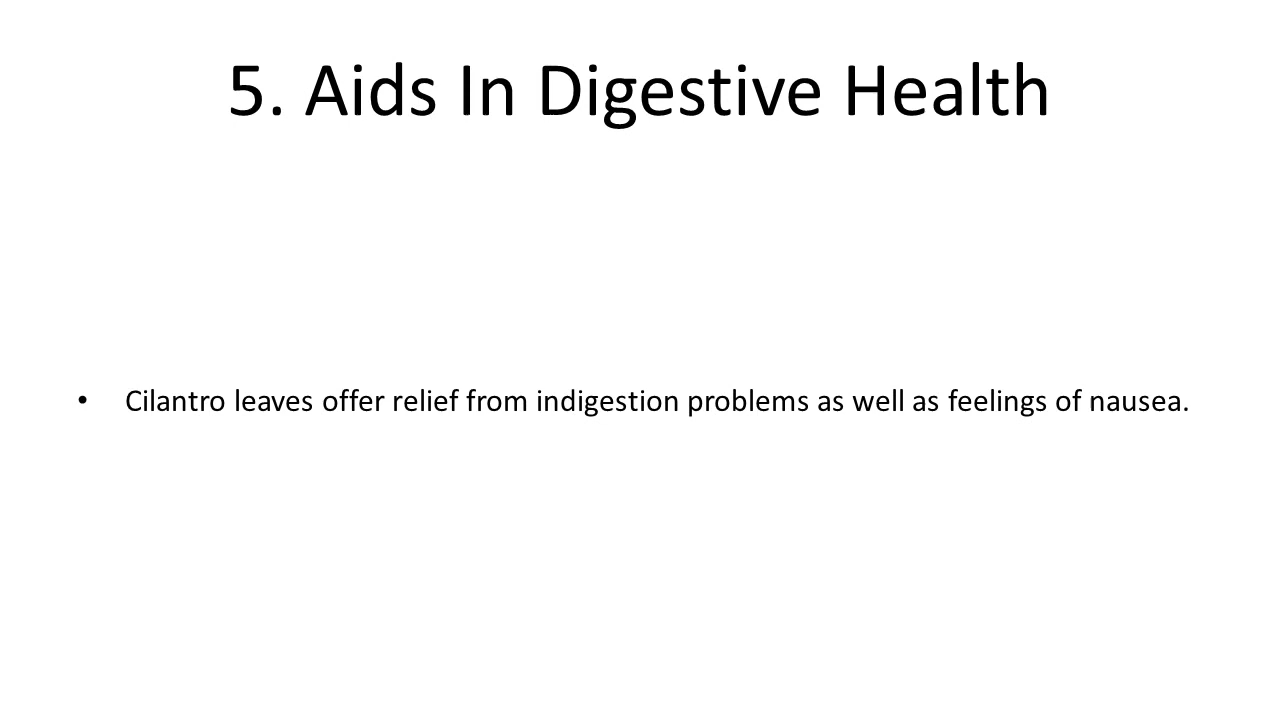 5. Aids In Digestive Health
• Cilantro leaves offer relief from indigestion problems as well as feelings of nausea.